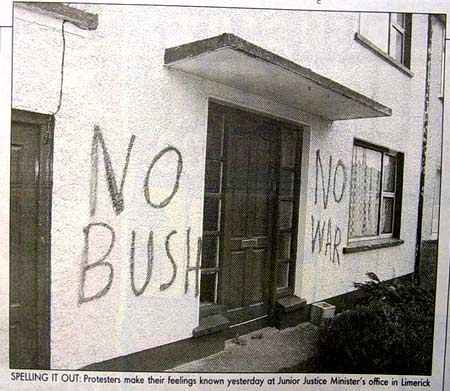 NO
BUSH
NO
WAR
SPELLING IT OUT: Protesters make their feelings known yesterday at Junior Justice Minister's office in Limerick